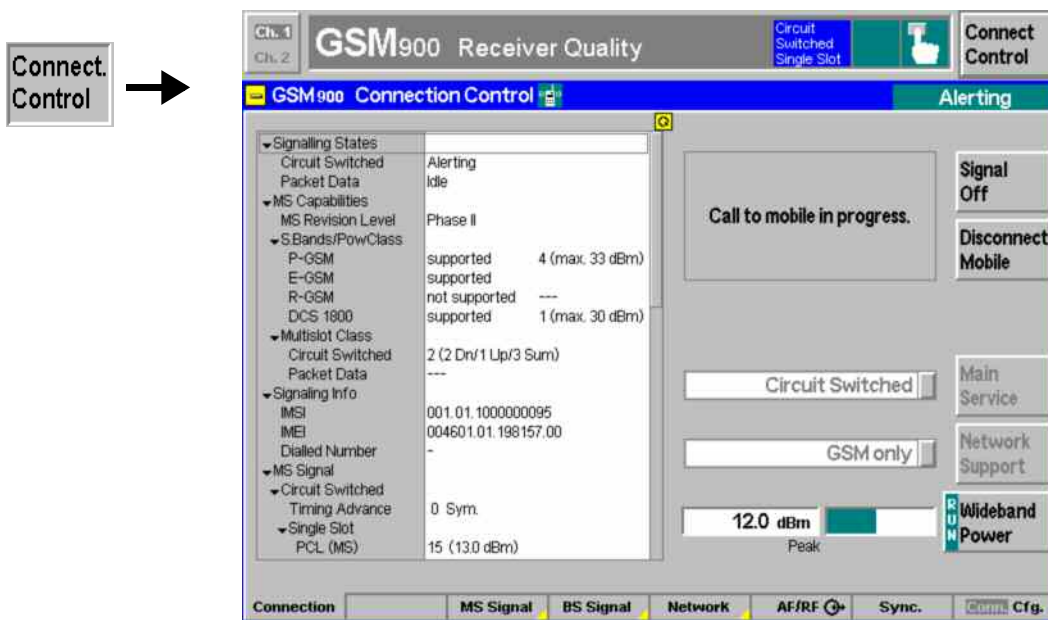 Connect.
Control
Ch. 1
Ch. 2
GSM900 Receiver Quality
Circuit
Switched
Single Slot
Connect
Control
GSM900 Connection Control
Alerting
Signalling States
Circuit Switched Alerting
Packet Data Idle
MS Capabilities
MS Revision Level Phase II
S.Bands/PowClass
P-GSM supported 4 (max. 33 dBm)
E-GSM supported
R-GSM not supported ---
DCS 1800 supported 1 (max. 30 dBm)
Multislot Class
Circuit Switched 2 (2 Dn/1 Up/3 Sum)
Packet Data ---
Signaling Info
IMSI 001.01.1000000095
IMEI 004601.01.198157.00
Dialled Number -
MS Signal
Circuit Switched
Timing Advance 0 Sym.
Single Slot
PCL (MS) 15 (13.0 dBm)
Call to mobile in progress.
Signal
Off
Disconnect
Mobile
Circuit Switched
Main
Service
GSM only
Network
Support
12.0 dBm
Peak
RUN
Wideband
Power
Connection MS Signal BS Signal Network AF/RF Sync. Conn. Cfg.